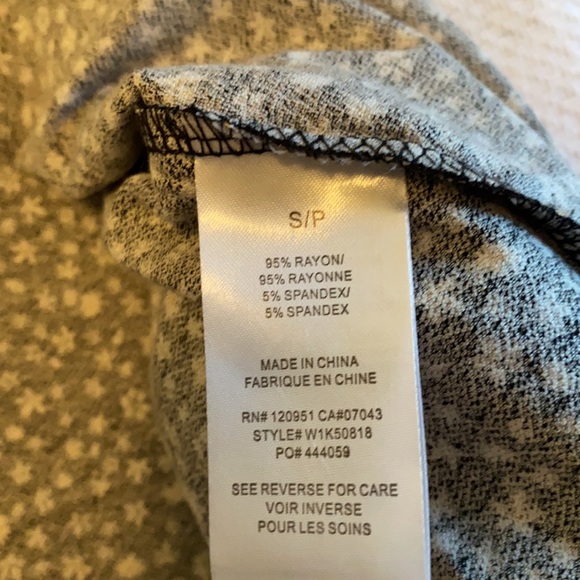 S/P
95% RAYON/
95% RAYONNE
5% SPANDEX/
5% SPANDEX
MADE IN CHINA
FABRIQUE EN CHINE
RN# 120951 CA#07043
STYLE# W1K50818
PO# 444059
SEE REVERSE FOR CARE
VOIR INVERSE
POUR LES SOINS